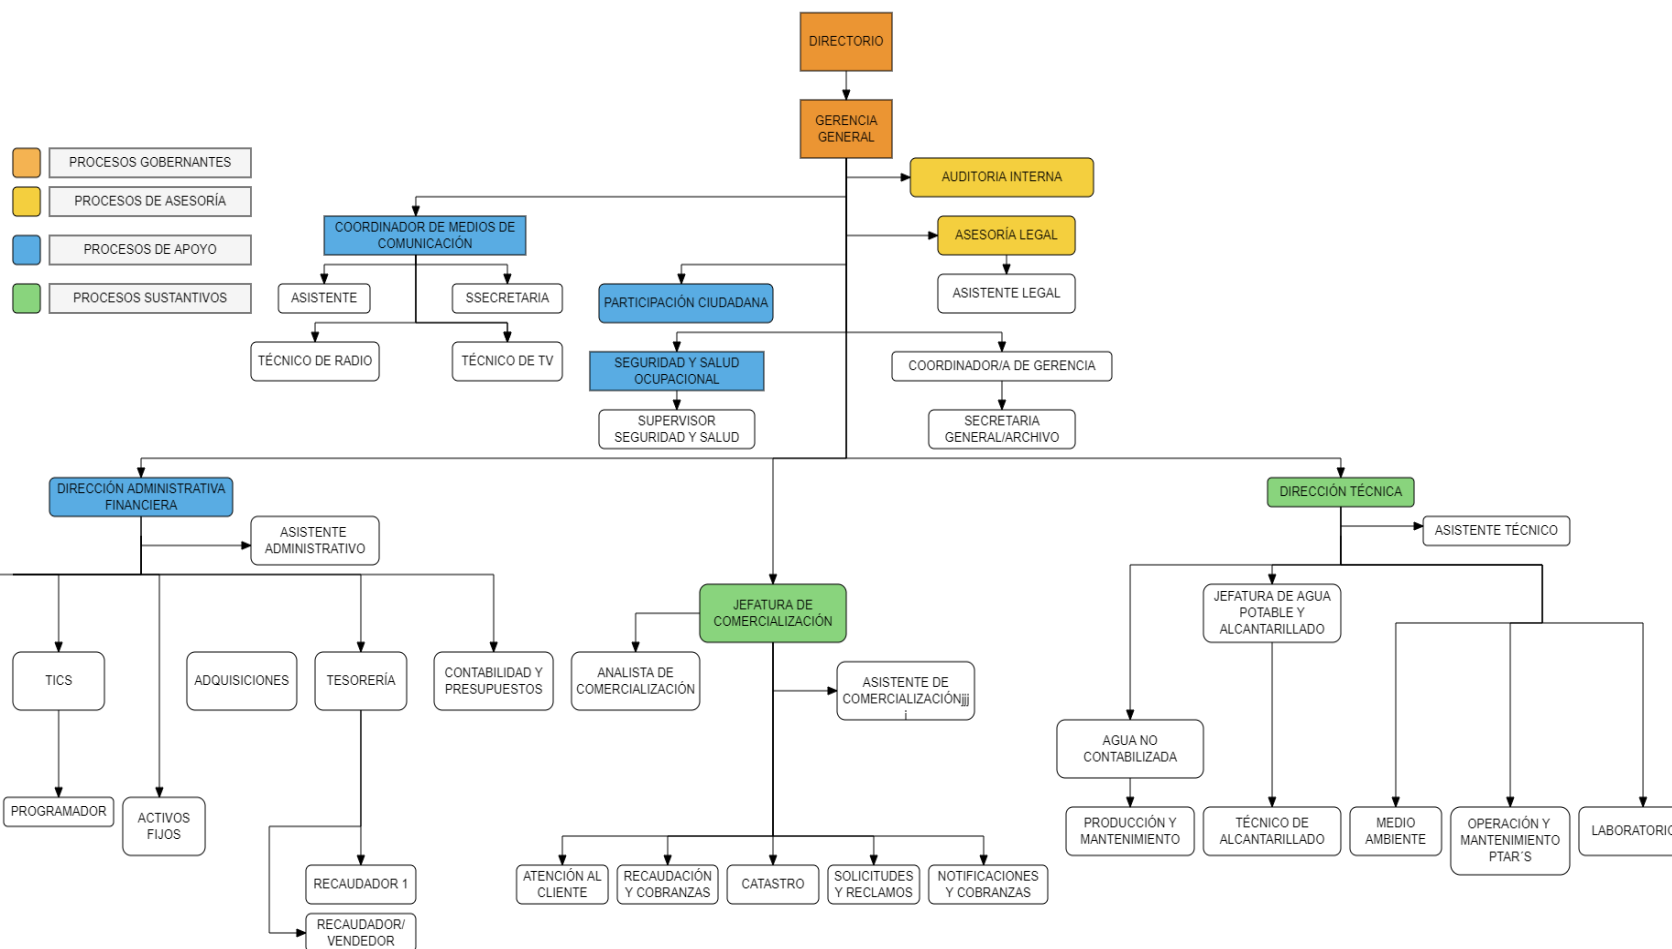 DIRECTORIO
GERENCIA
GENERAL
PROCESOS GOBERNANTES
PROCESOS DE ASESORÍA
PROCESOS DE APOYO
PROCESOS SUSTANTIVOS
AUDITORIA INTERNA
COORDINADOR DE MEDIOS DE
COMUNICACIÓN
ASESORÍA LEGAL
ASISTENTE
SSECRETARIA
PARTICIPACIÓN CIUDADANA
ASISTENTE LEGAL
TÉCNICO DE RADIO
TÉCNICO DE TV
SEGURIDAD Y SALUD
OCUPACIONAL
COORDINADOR/A DE GERENCIA
SUPERVISOR
SEGURIDAD Y SALUD
SECRETARIA
GENERAL/ARCHIVO
DIRECCIÓN ADMINISTRATIVA
FINANCIERA
DIRECCIÓN TÉCNICA
ASISTENTE
ADMINISTRATIVO
ASISTENTE TÉCNICO
JEFATURA DE
COMERCIALIZACIÓN
JEFATURA DE AGUA
POTABLE Y
ALCANTARILLADO
TICS
ADQUISICIONES
TESORERÍA
CONTABILIDAD Y
PRESUPUESTOS
ANALISTA DE
COMERCIALIZACIÓN
ASISTENTE DE
COMERCIALIZACIÓNjjj
j
AGUA NO
CONTABILIZADA
PROGRAMADOR
ACTIVOS
FIJOS
PRODUCCIÓN Y
MANTENIMIENTO
TÉCNICO DE
ALCANTARILLADO
MEDIO
AMBIENTE
OPERACIÓN Y
MANTENIMIENTO
PTAR´S
LABORATORIO
RECAUDADOR 1
ATENCIÓN AL
CLIENTE
RECAUDACIÓN
Y COBRANZAS
CATASTRO
SOLICITUDES
Y RECLAMOS
NOTIFICACIONES
Y COBRANZAS
RECAUDADOR/
VENDEDOR